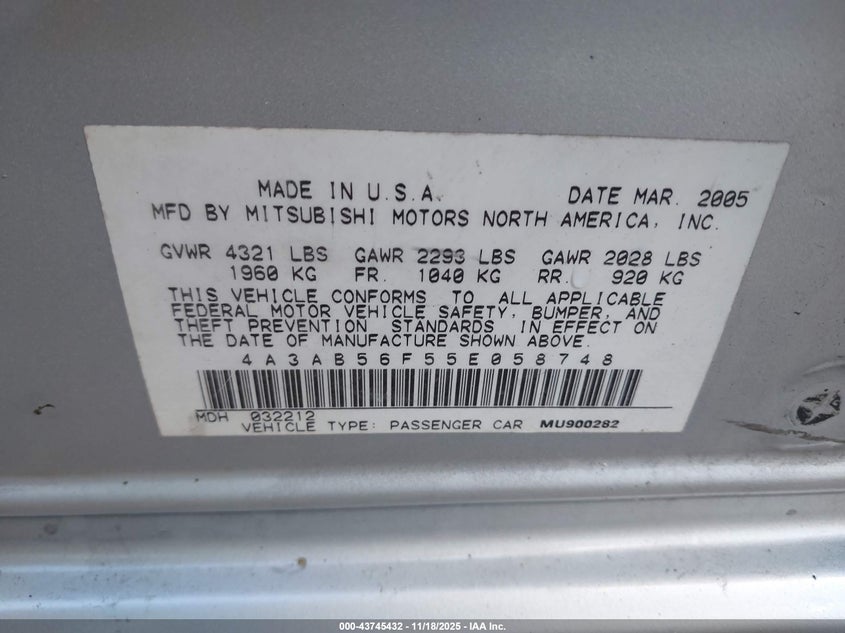 MADE IN U.S.A. DATE MAR. 2005
MFD BY MITSUBISHI MOTORS NORTH AMERICA, INC.
GVWR 4321 LBS GAWR 2293 LBS GAWR 2028 LBS
1960 KG FR. 1040 KG RR. 920 KG
THIS VEHICLE CONFORMS TO ALL APPLICABLE
FEDERAL MOTOR VEHICLE SAFETY, BUMPER, AND
THEFT PREVENTION STANDARDS IN EFFECT ON
THE DATE OF MANUFACTURE SHOWN ABOVE.
4A3AB56F55E058748
MDH 032212
VEHICLE TYPE: PASSENGER CAR MU900282
000-43745432 - 11/18/2025 - IAA Inc.